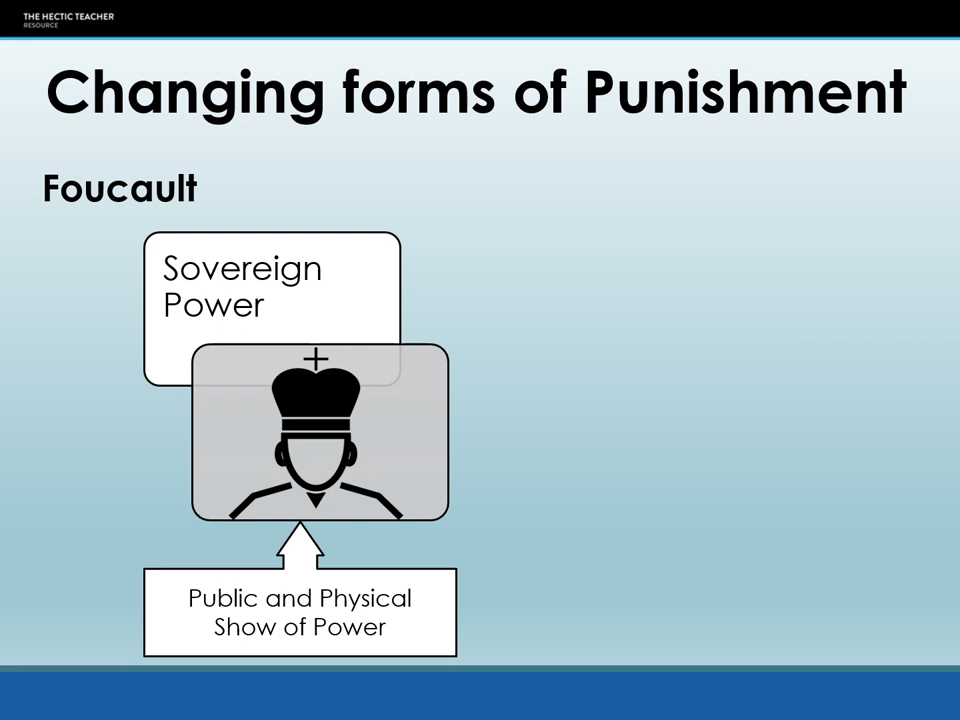 THE HECTIC TEACHER
RESOURCE
Changing forms of Punishment
Foucault
Sovereign
Power
Public and Physical
Show of Power